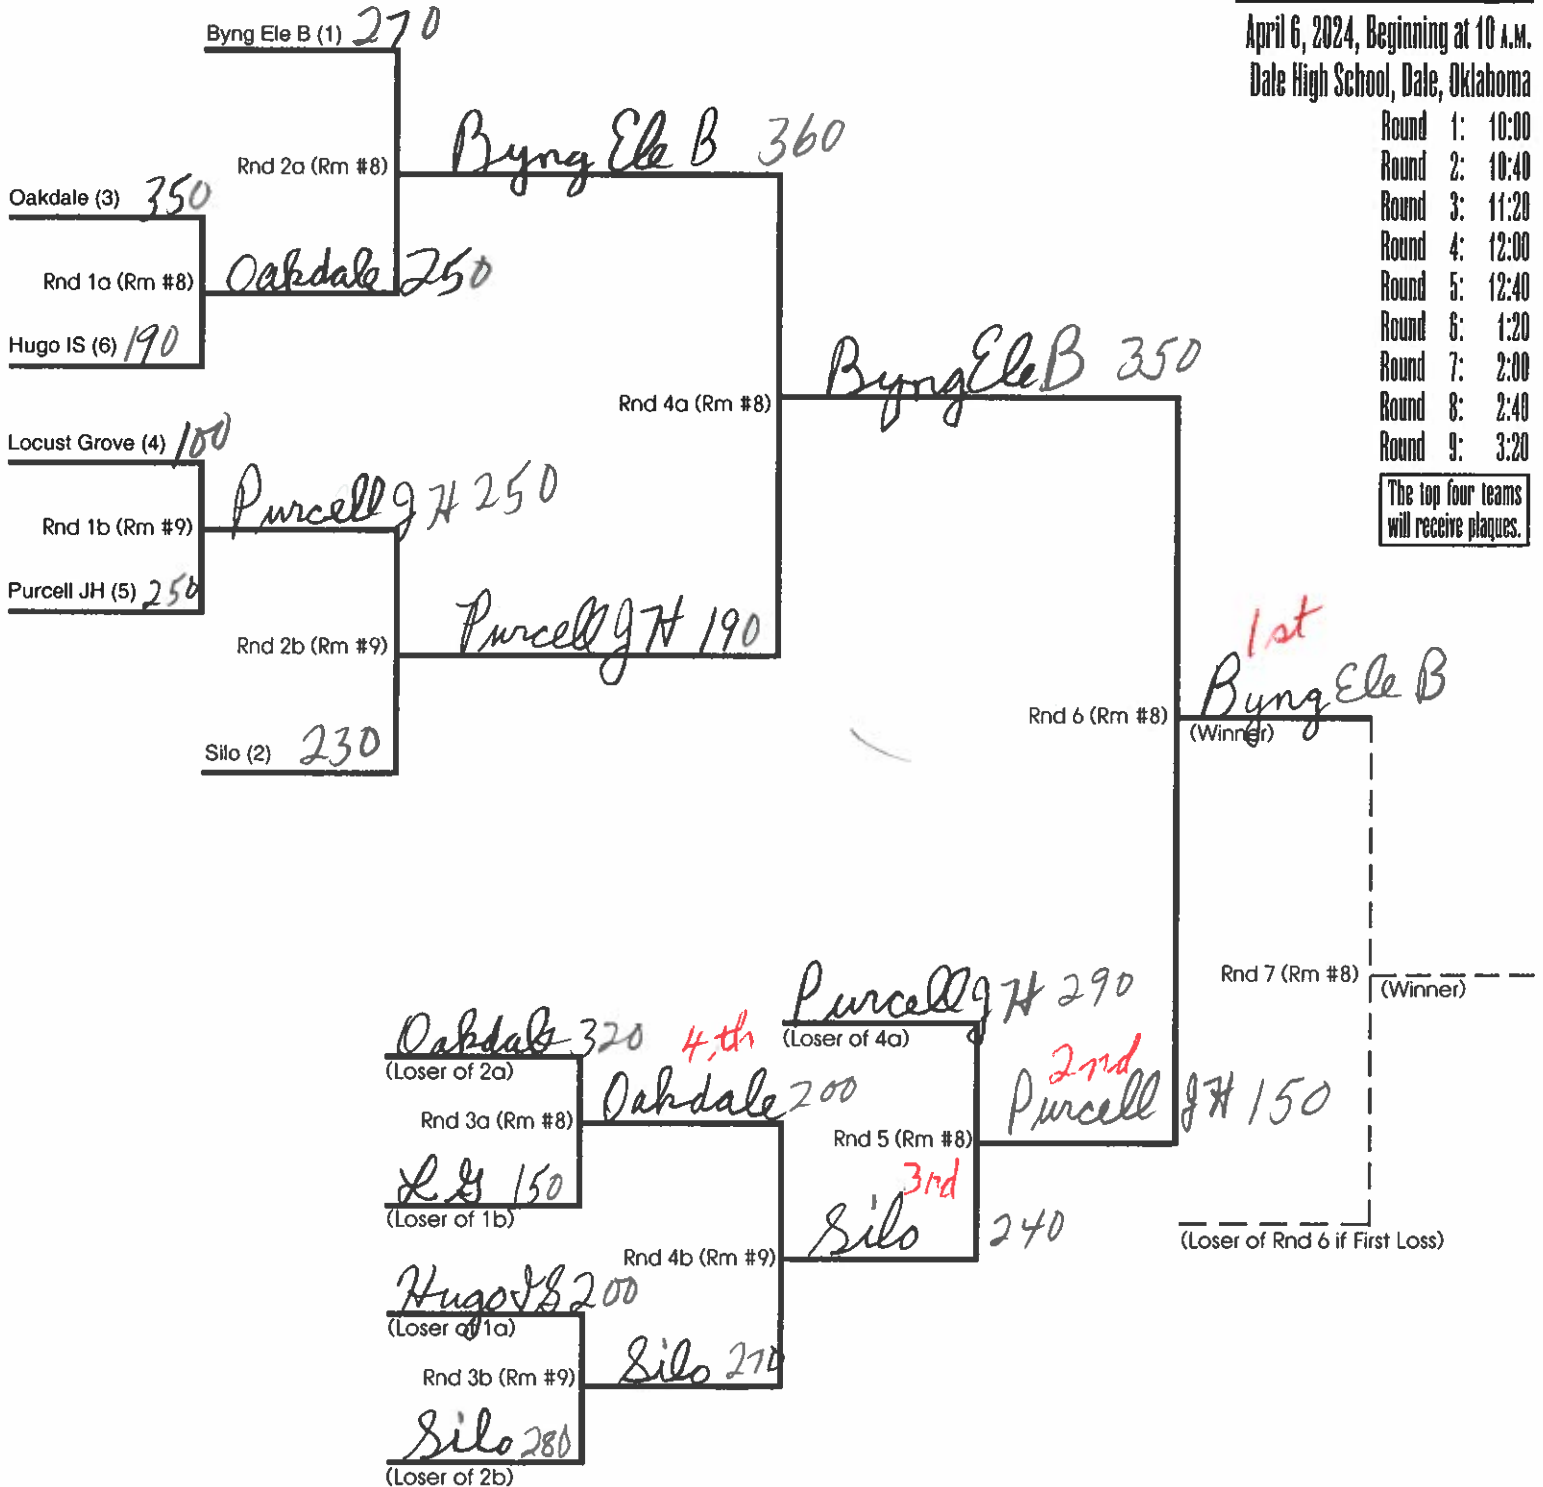 April 6, 2024, Beginning at 10 A.M.
Dale High School, Dale, Oklahoma
Round 1: 10:00
Round 2: 10:40
Round 3: 11:20
Round 4: 12:00
Round 5: 12:40
Round 6: 1:20
Round 7: 2:00
Round 8: 2:40
Round 9: 3:20
The top four teams
will receive plaques.
Byng Ele B (1) 270
Rnd 2a (Rm #8)
Byng Ele B 360
Oakdale (3) 350
Rnd 1a (Rm #8)
Oakdale 250
Hugo IS (6) 190
Rnd 4a (Rm #8)
Byng Ele B 350
Locust Grove (4) 100
Rnd 1b (Rm #9)
Purcell JH 250
Purcell JH (5) 250
Rnd 2b (Rm #9)
Purcell JH 190
Silo (2) 230
Rnd 6 (Rm #8)
1st
Byng Ele B
(Winner)
Rnd 7 (Rm #8)
(Winner)
Purcell JH 290
(Loser of 4a)
Oakdale 320
(Loser of 2a)
4th
Rnd 3a (Rm #8)
Oakdale 200
Rnd 5 (Rm #8)
2nd
Purcell JH 150
LG 150
(Loser of 1b)
3rd
Rnd 4b (Rm #9)
Silo 240
(Loser of Rnd 6 if First Loss)
Hugo IS 200
(Loser of 1a)
Rnd 3b (Rm #9)
Silo 270
Silo 280
(Loser of 2b)